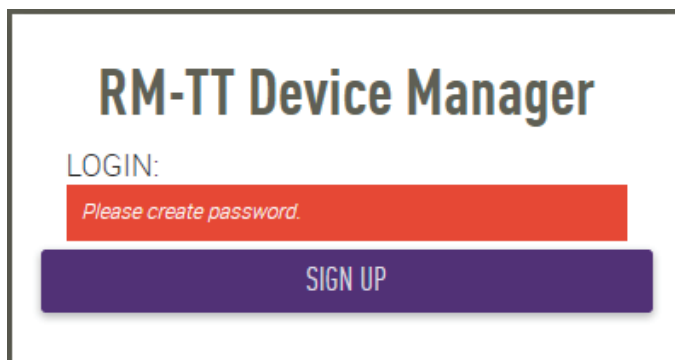 RM-TT Device Manager
LOGIN:
Please create password.
SIGN UP